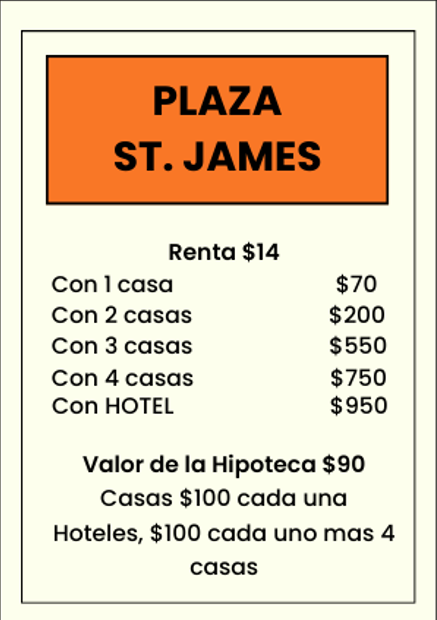 PLAZA
ST. JAMES
Renta $14
Con 1 casa $70
Con 2 casas $200
Con 3 casas $550
Con 4 casas $750
Con HOTEL $950
Valor de la Hipoteca $90
Casas $100 cada una
Hoteles, $100 cada uno mas 4
casas